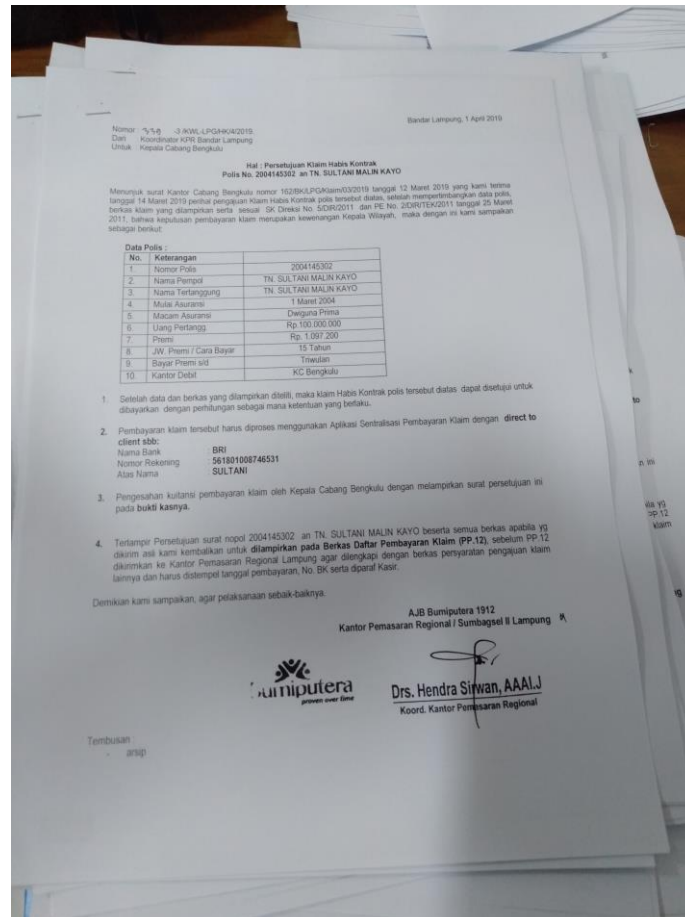 Bandar Lampung, 1 April 2019
Nomor : -3 /KWL-LPG/HK/4/2019.
Dari : Koordinator KPR Bandar Lampung
Untuk : Kepala Cabang Bengkulu
Hal : Persetujuan Klaim Habis Kontrak
Polis No. 2004145302 an TN. SULTANI MALIN KAYO
Menunjuk surat Kantor Cabang Bengkulu nomor 162/BK/LPG/Klaim/03/2019 tanggal 12 Maret 2019 yang kami terima
tanggal 14 Maret 2019 perihal pengajuan Klaim Habis Kontrak polis tersebut diatas, setelah mempertimbangkan data polis,
berkas klaim yang dilampirkan serta sesuai SK Direksi No. 5/DIR/2011 dan PE No. 2/DIR/TEK/2011 tanggal 25 Maret
2011, bahwa keputusan pembayaran klaim merupakan kewenangan Kepala Wilayah, maka dengan ini kami sampaikan
sebagai berikut:
Data Polis :
No. Keterangan
1. Nomor Polis 2004145302
2. Nama Pempol TN. SULTANI MALIN KAYO
3. Nama Tertanggung TN. SULTANI MALIN KAYO
4. Mulai Asuransi 1 Maret 2004
5. Macam Asuransi Dwiguna Prima
6. Uang Pertangg. Rp.100.000.000
7. Premi Rp. 1.097.200
8. JW. Premi / Cara Bayar 15 Tahun
9. Bayar Premi s/d Triwulan
10. Kantor Debit KC Bengkulu
1. Setelah data dan berkas yang dilampirkan diteliti, maka klaim Habis Kontrak polis tersebut diatas dapat disetujui untuk
dibayarkan dengan perhitungan sebagai mana ketentuan yang berlaku.
2. Pembayaran klaim tersebut harus diproses menggunakan Aplikasi Sentralisasi Pembayaran Klaim dengan direct to
client sbb:
Nama Bank BRI
Nomor Rekening 561801008746531
Atas Nama SULTANI
3. Pengesahan kuitansi pembayaran klaim oleh Kepala Cabang Bengkulu dengan melampirkan surat persetujuan ini
pada bukti kasnya.
4. Terlampir Persetujuan surat nopol 2004145302 an TN. SULTANI MALIN KAYO beserta semua berkas apabila yg
dikirim asli kami kembalikan untuk dilampirkan pada Berkas Daftar Pembayaran Klaim (PP.12), sebelum PP.12
dikirimkan ke Kantor Pemasaran Regional Lampung agar dilengkapi dengan berkas persyaratan pengajuan klaim
lainnya dan harus distempel tanggal pembayaran, No. BK serta diparaf Kasir.
Demikian kami sampaikan, agar pelaksanaan sebaik-baiknya.
AJB Bumiputera 1912
Kantor Pemasaran Regional / Sumbagsel II Lampung
bumiputera
proven over time
Drs. Hendra Sirwan, AAAI.J
Koord. Kantor Pemasaran Regional
Tembusan :
- arsip
n ini
yg
PP.12
klaim